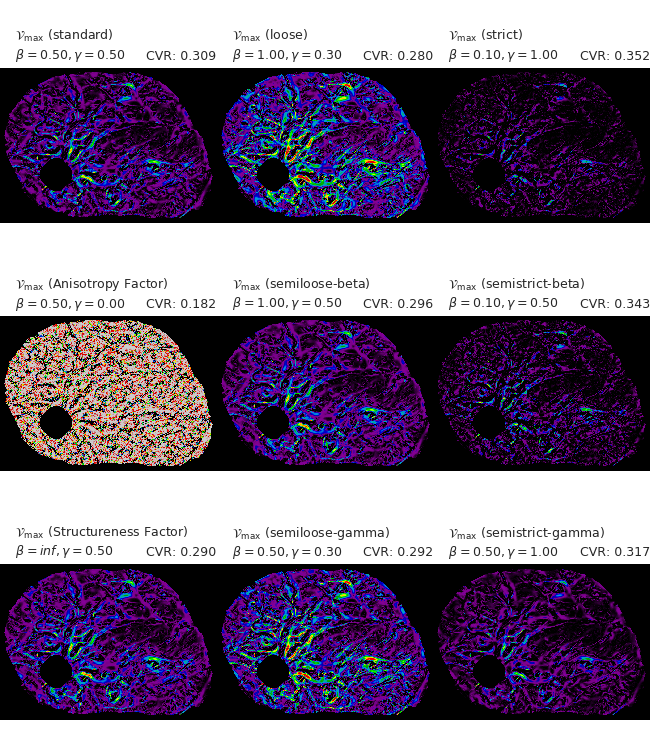 𝒱max (standard) 𝒱max (loose) 𝒱max (strict)
β = 0.50, γ = 0.50 CVR: 0.309 β = 1.00, γ = 0.30 CVR: 0.280 β = 0.10, γ = 1.00 CVR: 0.352
𝒱max (Anisotropy Factor) 𝒱max (semiloose-beta) 𝒱max (semistrict-beta)
β = 0.50, γ = 0.00 CVR: 0.182 β = 1.00, γ = 0.50 CVR: 0.296 β = 0.10, γ = 0.50 CVR: 0.343
𝒱max (Structureness Factor) 𝒱max (semiloose-gamma) 𝒱max (semistrict-gamma)
β = inf, γ = 0.50 CVR: 0.290 β = 0.50, γ = 0.30 CVR: 0.292 β = 0.50, γ = 1.00 CVR: 0.317